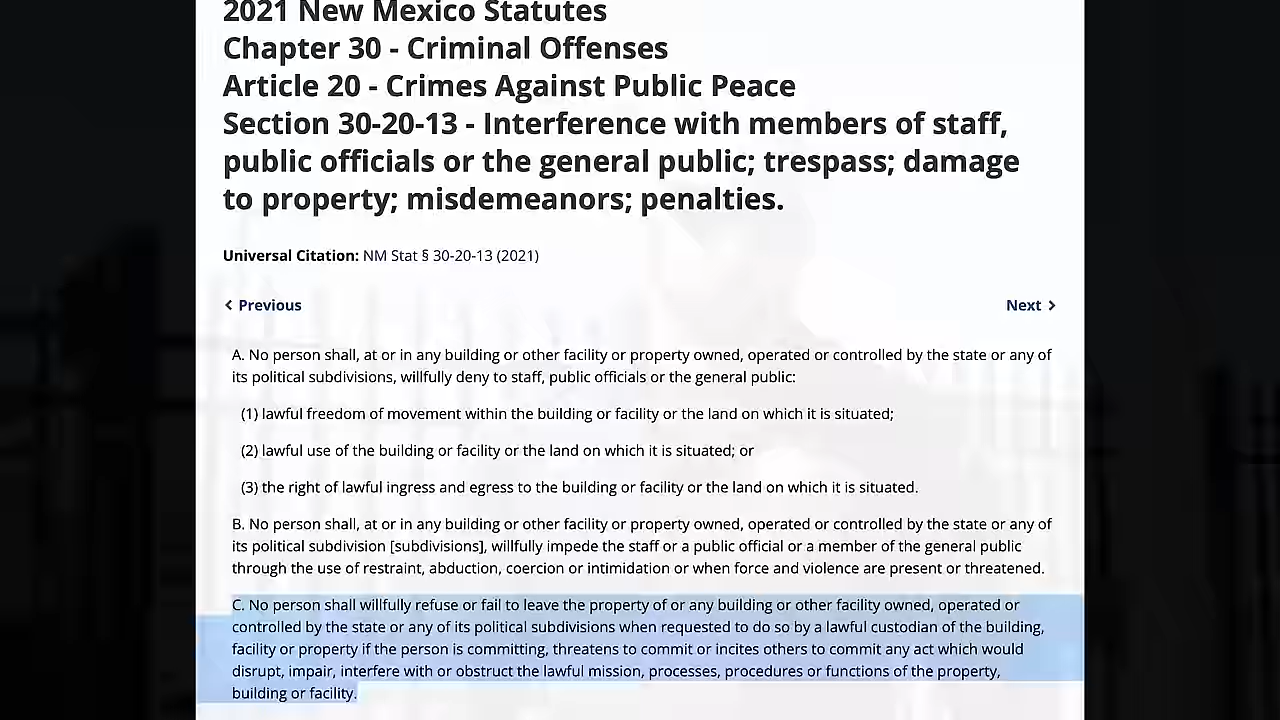 2021 New Mexico Statutes
Chapter 30 - Criminal Offenses
Article 20 - Crimes Against Public Peace
Section 30-20-13 - Interference with members of staff,
public officials or the general public; trespass; damage
to property; misdemeanors; penalties.
Universal Citation: NM Stat § 30-20-13 (2021)
< Previous
Next >
A. No person shall, at or in any building or other facility or property owned, operated or controlled by the state or any of
its political subdivisions, willfully deny to staff, public officials or the general public:
(1) lawful freedom of movement within the building or facility or the land on which it is situated;
(2) lawful use of the building or facility or the land on which it is situated; or
(3) the right of lawful ingress and egress to the building or facility or the land on which it is situated.
B. No person shall, at or in any building or other facility or property owned, operated or controlled by the state or any of
its political subdivision [subdivisions], willfully impede the staff or a public official or a member of the general public
through the use of restraint, abduction, coercion or intimidation or when force and violence are present or threatened.
C. No person shall willfully refuse or fail to leave the property of or any building or other facility owned, operated or
controlled by the state or any of its political subdivisions when requested to do so by a lawful custodian of the building,
facility or property if the person is committing, threatens to commit or incites others to commit any act which would
disrupt, impair, interfere with or obstruct the lawful mission, processes, procedures or functions of the property,
building or facility.